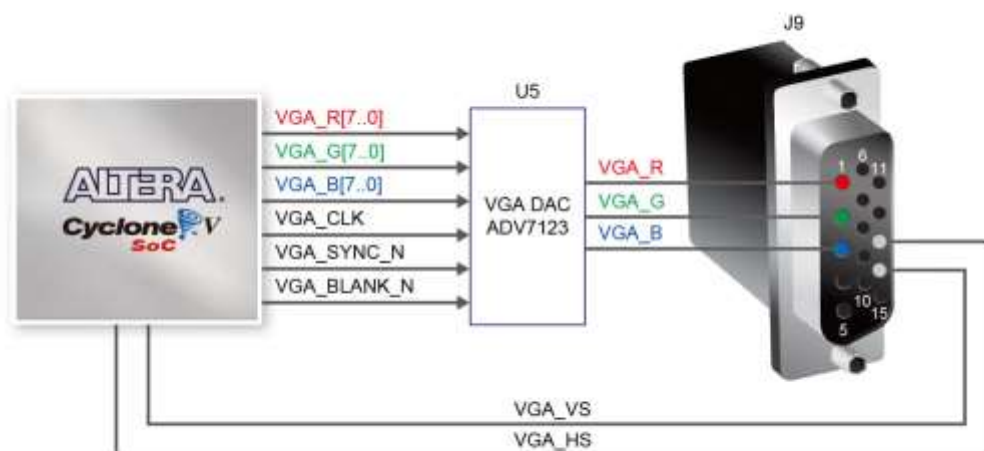 J9
U5
VGA_R[7..0]
VGA_G[7..0]
VGA_B[7..0]
VGA_CLK
VGA_SYNC_N
VGA_BLANK_N
ALTERA.
Cyclone V
SoC
VGA DAC
ADV7123
VGA_R
VGA_G
VGA_B
1
6
11
10
15
5
VGA_VS
VGA_HS